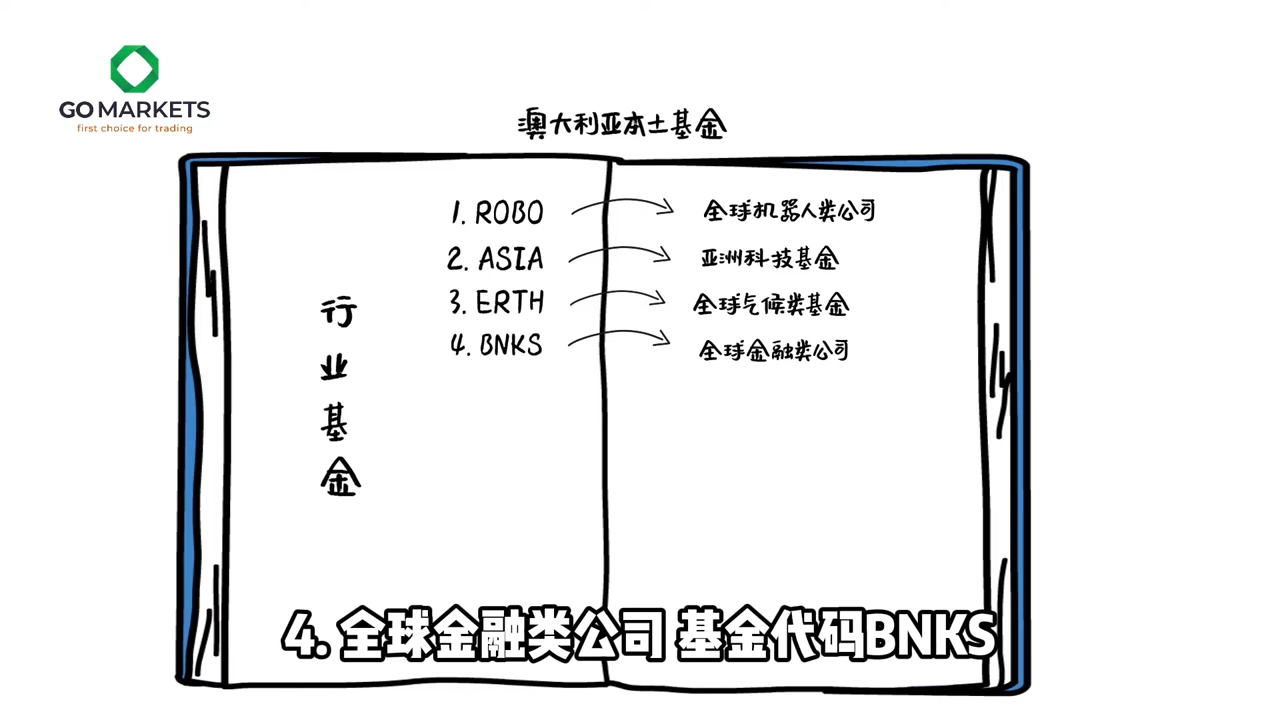 GO MARKETS
first choice for trading
澳大利亚本土基金
1. ROBO 全球机器人类公司
2. ASIA 亚洲科技基金
3. ERTH 全球气候类基金
4. BNKS 全球金融类公司
行业基金
4. 全球金融类公司 基金代码BNKS